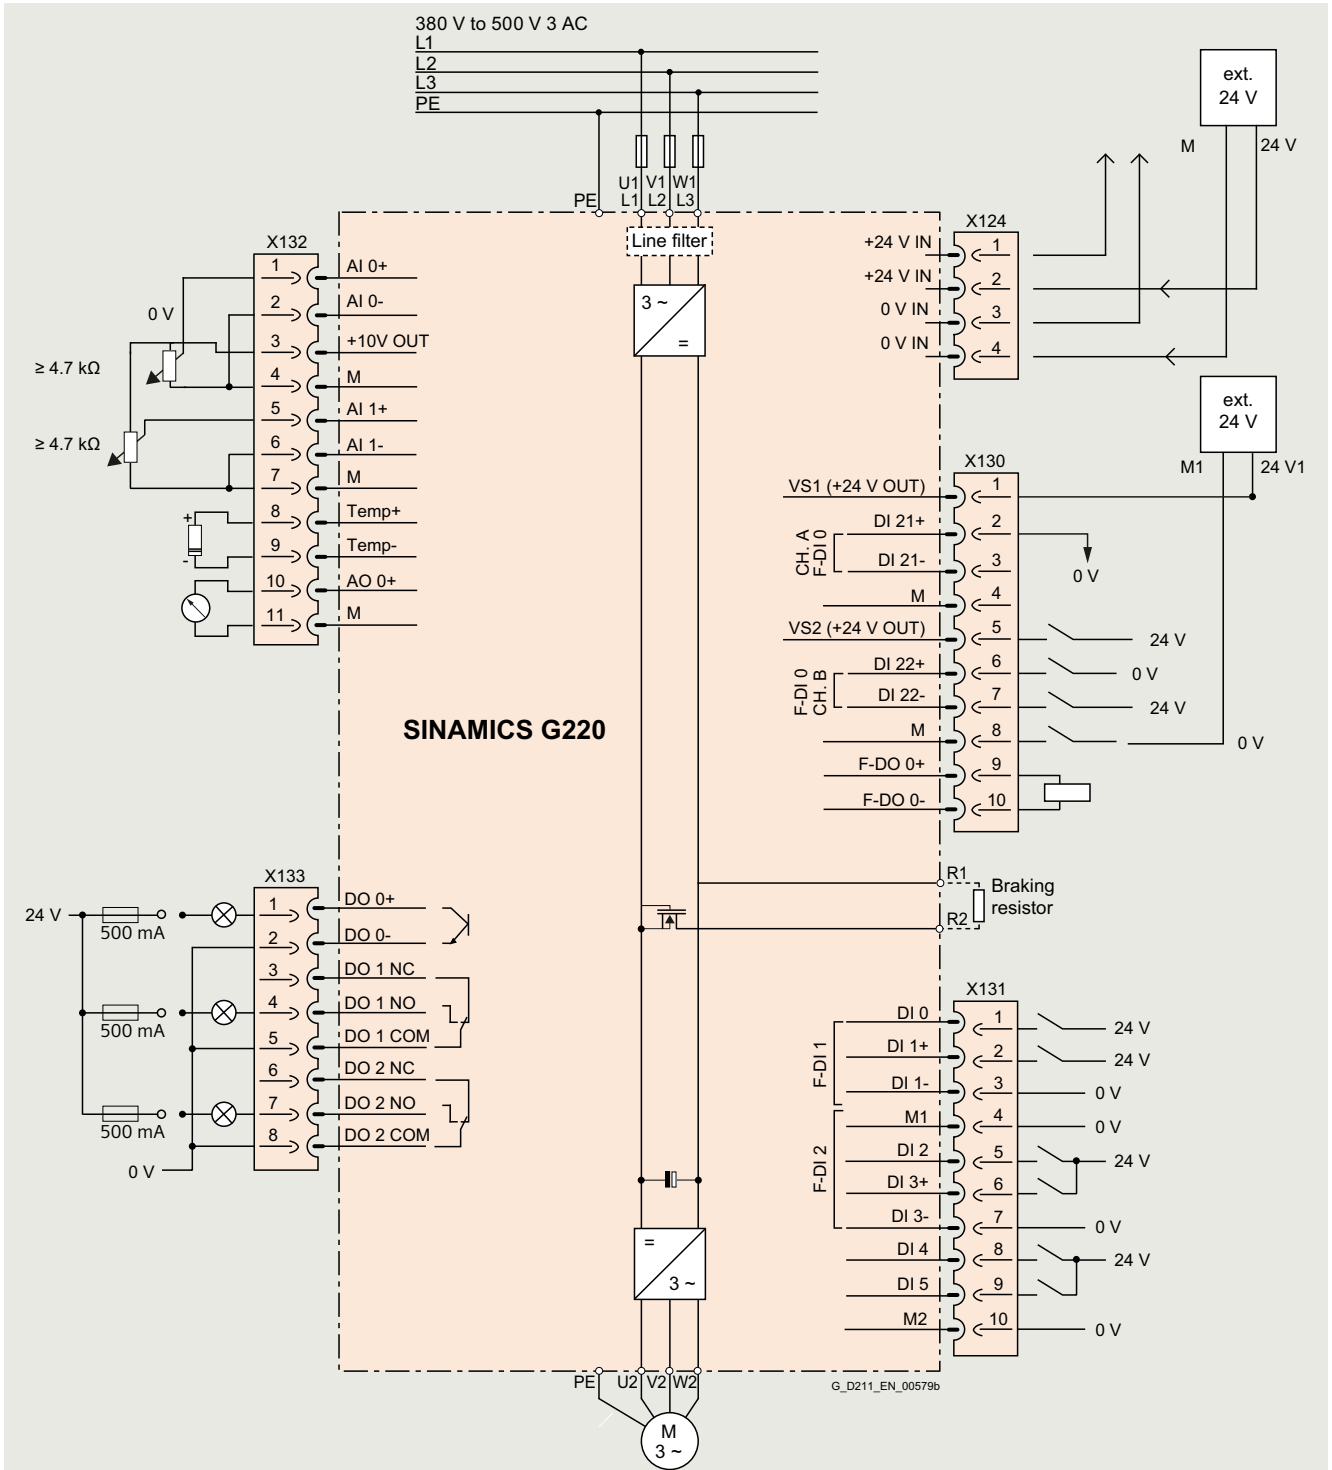 380 V to 500 V 3 AC
L1
L2
L3
PE
ext.
24 V
M
24 V
PE
U1
V1
W1
L1
L2
L3
Line filter
3 ~
=
X132
1
AI 0+
2
AI 0-
3
+10V OUT
4
M
5
AI 1+
6
AI 1-
7
M
8
Temp+
9
Temp-
10
AO 0+
11
M
0 V
≥ 4.7 kΩ
≥ 4.7 kΩ
+
-
X124
+24 V IN
1
+24 V IN
2
0 V IN
3
0 V IN
4
ext.
24 V
M1
24 V1
X130
VS1 (+24 V OUT)
1
DI 21+
2
DI 21-
3
CH. A
F-DI 0
0 V
M
4
VS2 (+24 V OUT)
5
24 V
DI 22+
6
0 V
DI 22-
7
24 V
F-DI 0
CH. B
M
8
0 V
F-DO 0+
9
F-DO 0-
10
SINAMICS G220
R1
R2
Braking
resistor
X133
24 V
500 mA
1
DO 0+
2
DO 0-
3
DO 1 NC
500 mA
4
DO 1 NO
5
DO 1 COM
6
DO 2 NC
500 mA
7
DO 2 NO
8
DO 2 COM
0 V
X131
F-DI 1
DI 0
1
24 V
DI 1+
2
24 V
DI 1-
3
0 V
F-DI 2
M1
4
0 V
DI 2
5
24 V
DI 3+
6
DI 3-
7
0 V
DI 4
8
24 V
DI 5
9
M2
10
0 V
=
3 ~
PE
U2
V2
W2
G_D211_EN_00579b
M
3 ~